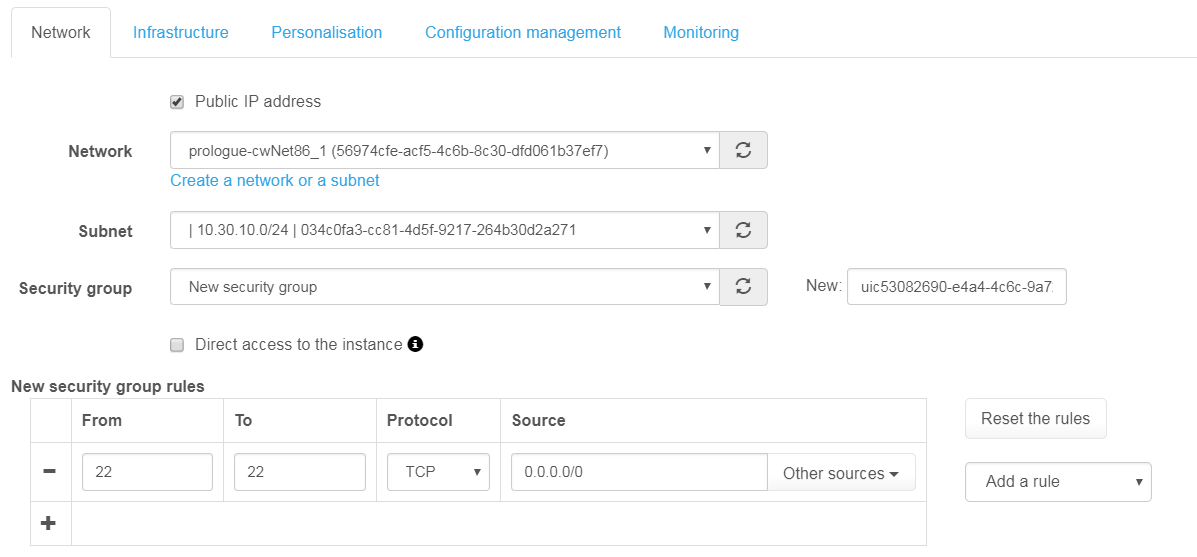 Network Infrastructure Personalisation Configuration management Monitoring
Public IP address
Network prologue-cwNet86_1 (56974cfe-acf5-4c6b-8c30-dfd061b37ef7)
Create a network or a subnet
Subnet | 10.30.10.0/24 | 034c0fa3-cc81-4d5f-9217-264b30d2a271
Security group New security group New: uic53082690-e4a4-4c6c-9a7
Direct access to the instance
New security group rules
From To Protocol Source Reset the rules
22 22 TCP 0.0.0.0/0 Other sources Add a rule